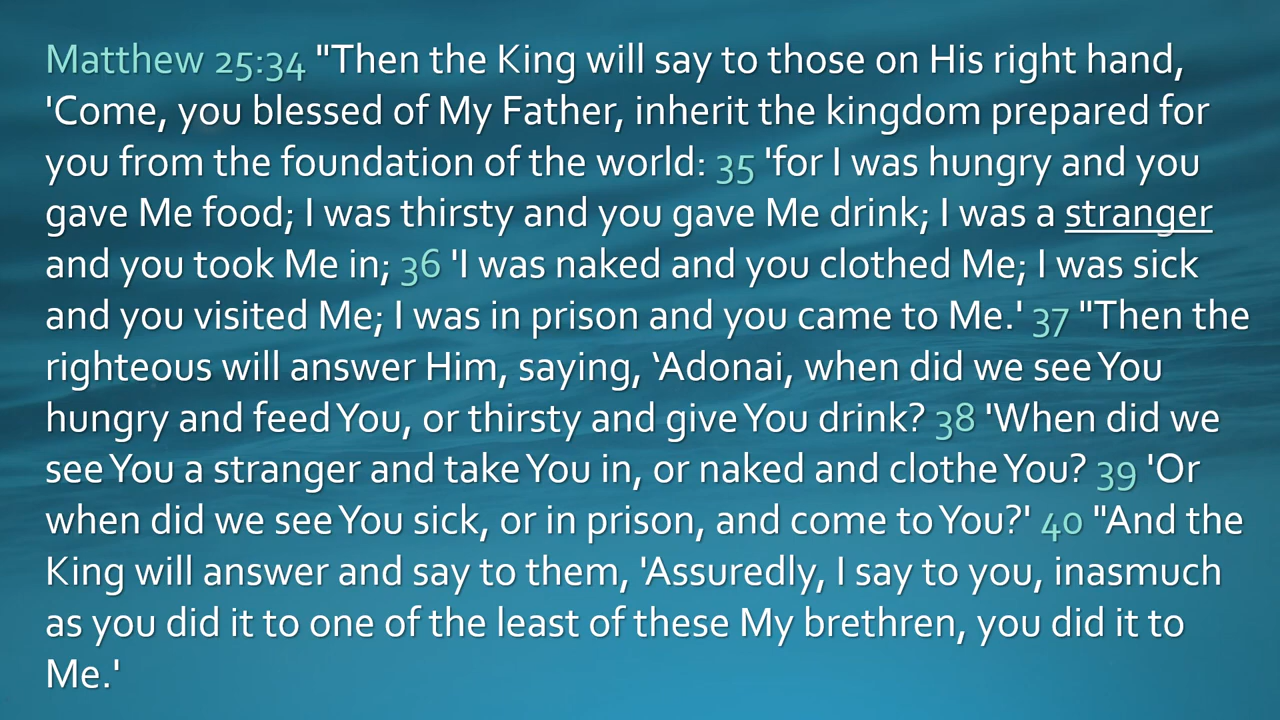 Matthew 25:34 "Then the King will say to those on His right hand,
'Come, you blessed of My Father, inherit the kingdom prepared for
you from the foundation of the world: 35 'for I was hungry and you
gave Me food; I was thirsty and you gave Me drink; I was a stranger
and you took Me in; 36 'I was naked and you clothed Me; I was sick
and you visited Me; I was in prison and you came to Me.' 37 "Then the
righteous will answer Him, saying, ‘Adonai, when did we see You
hungry and feed You, or thirsty and give You drink? 38 'When did we
see You a stranger and take You in, or naked and clothe You? 39 'Or
when did we see You sick, or in prison, and come to You?' 40 "And the
King will answer and say to them, 'Assuredly, I say to you, inasmuch
as you did it to one of the least of these My brethren, you did it to
Me.'